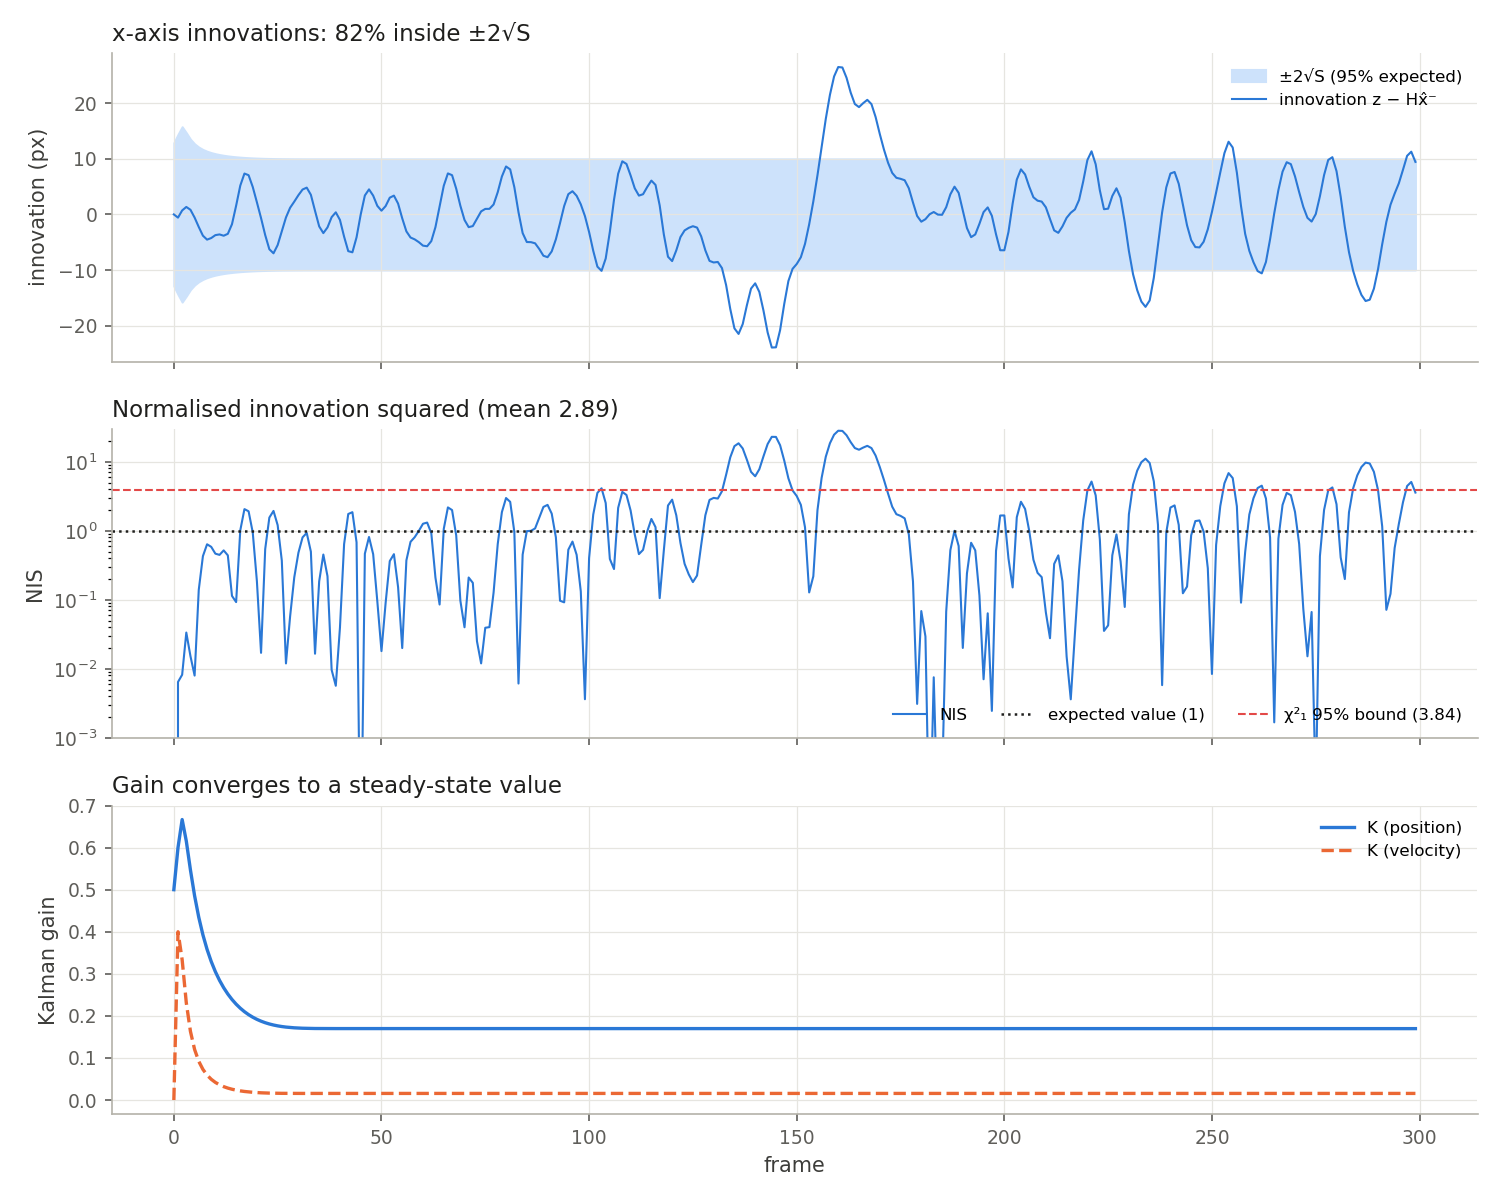 x-axis innovations: 82% inside ±2√S
±2√S (95% expected)
innovation z − Hx̂⁻
innovation (px)
20
10
0
−10
−20
Normalised innovation squared (mean 2.89)
NIS
10¹
10⁰
10⁻¹
10⁻²
10⁻³
NIS
expected value (1)
χ²₁ 95% bound (3.84)
Gain converges to a steady-state value
K (position)
K (velocity)
Kalman gain
0.7
0.6
0.5
0.4
0.3
0.2
0.1
0.0
0 50 100 150 200 250 300
frame